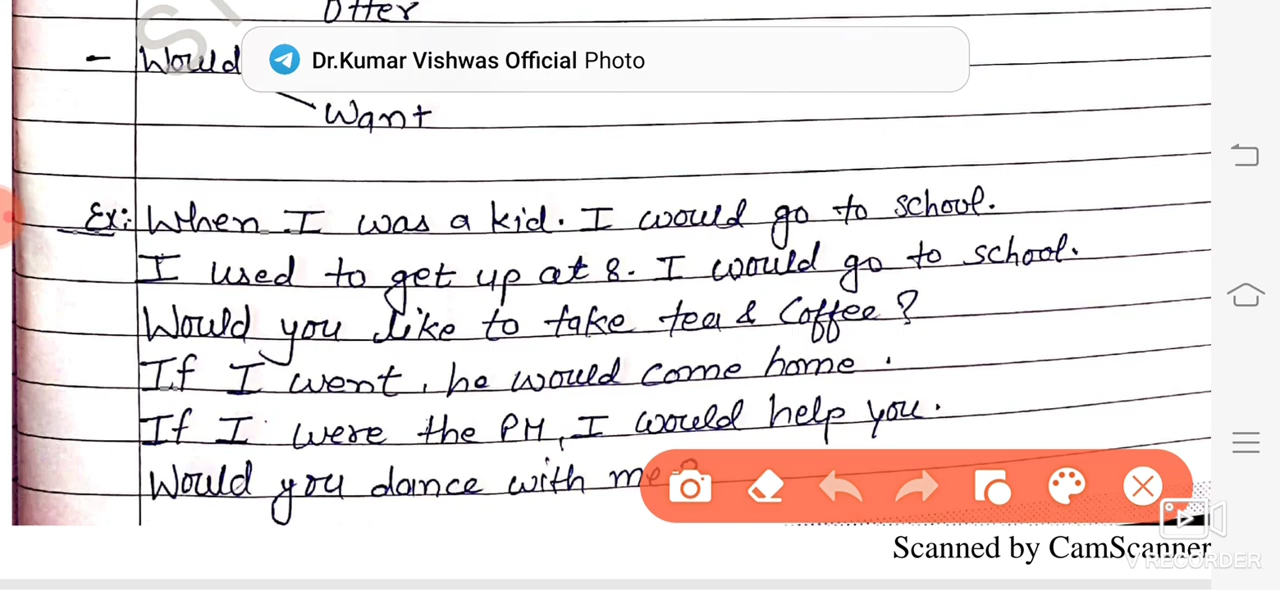 Offer
- Would
Dr.Kumar Vishwas Official Photo
Want
Ex: When I was a kid. I would go to school.
I used to get up at 8. I would go to school.
Would you like to take tea & Coffee?
If I went, he would come home.
If I were the PM, I would help you.
Would you dance with me?
Scanned by CamScanner
V RECORDER